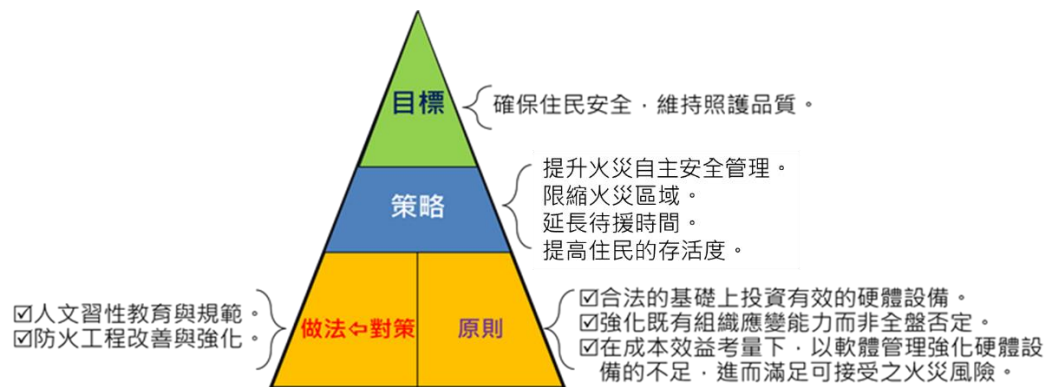 目標
確保住民安全，維持照護品質。
策略
提升火災自主安全管理。
限縮火災區域。
延長待援時間。
提高住民的存活度。
☑人文習性教育與規範。
☑防火工程改善與強化。
做法⇦對策
原則
☑合法的基礎上投資有效的硬體設備。
☑強化既有組織應變能力而非全盤否定。
☑在成本效益考量下，以軟體管理強化硬體設
備的不足，進而滿足可接受之火災風險。